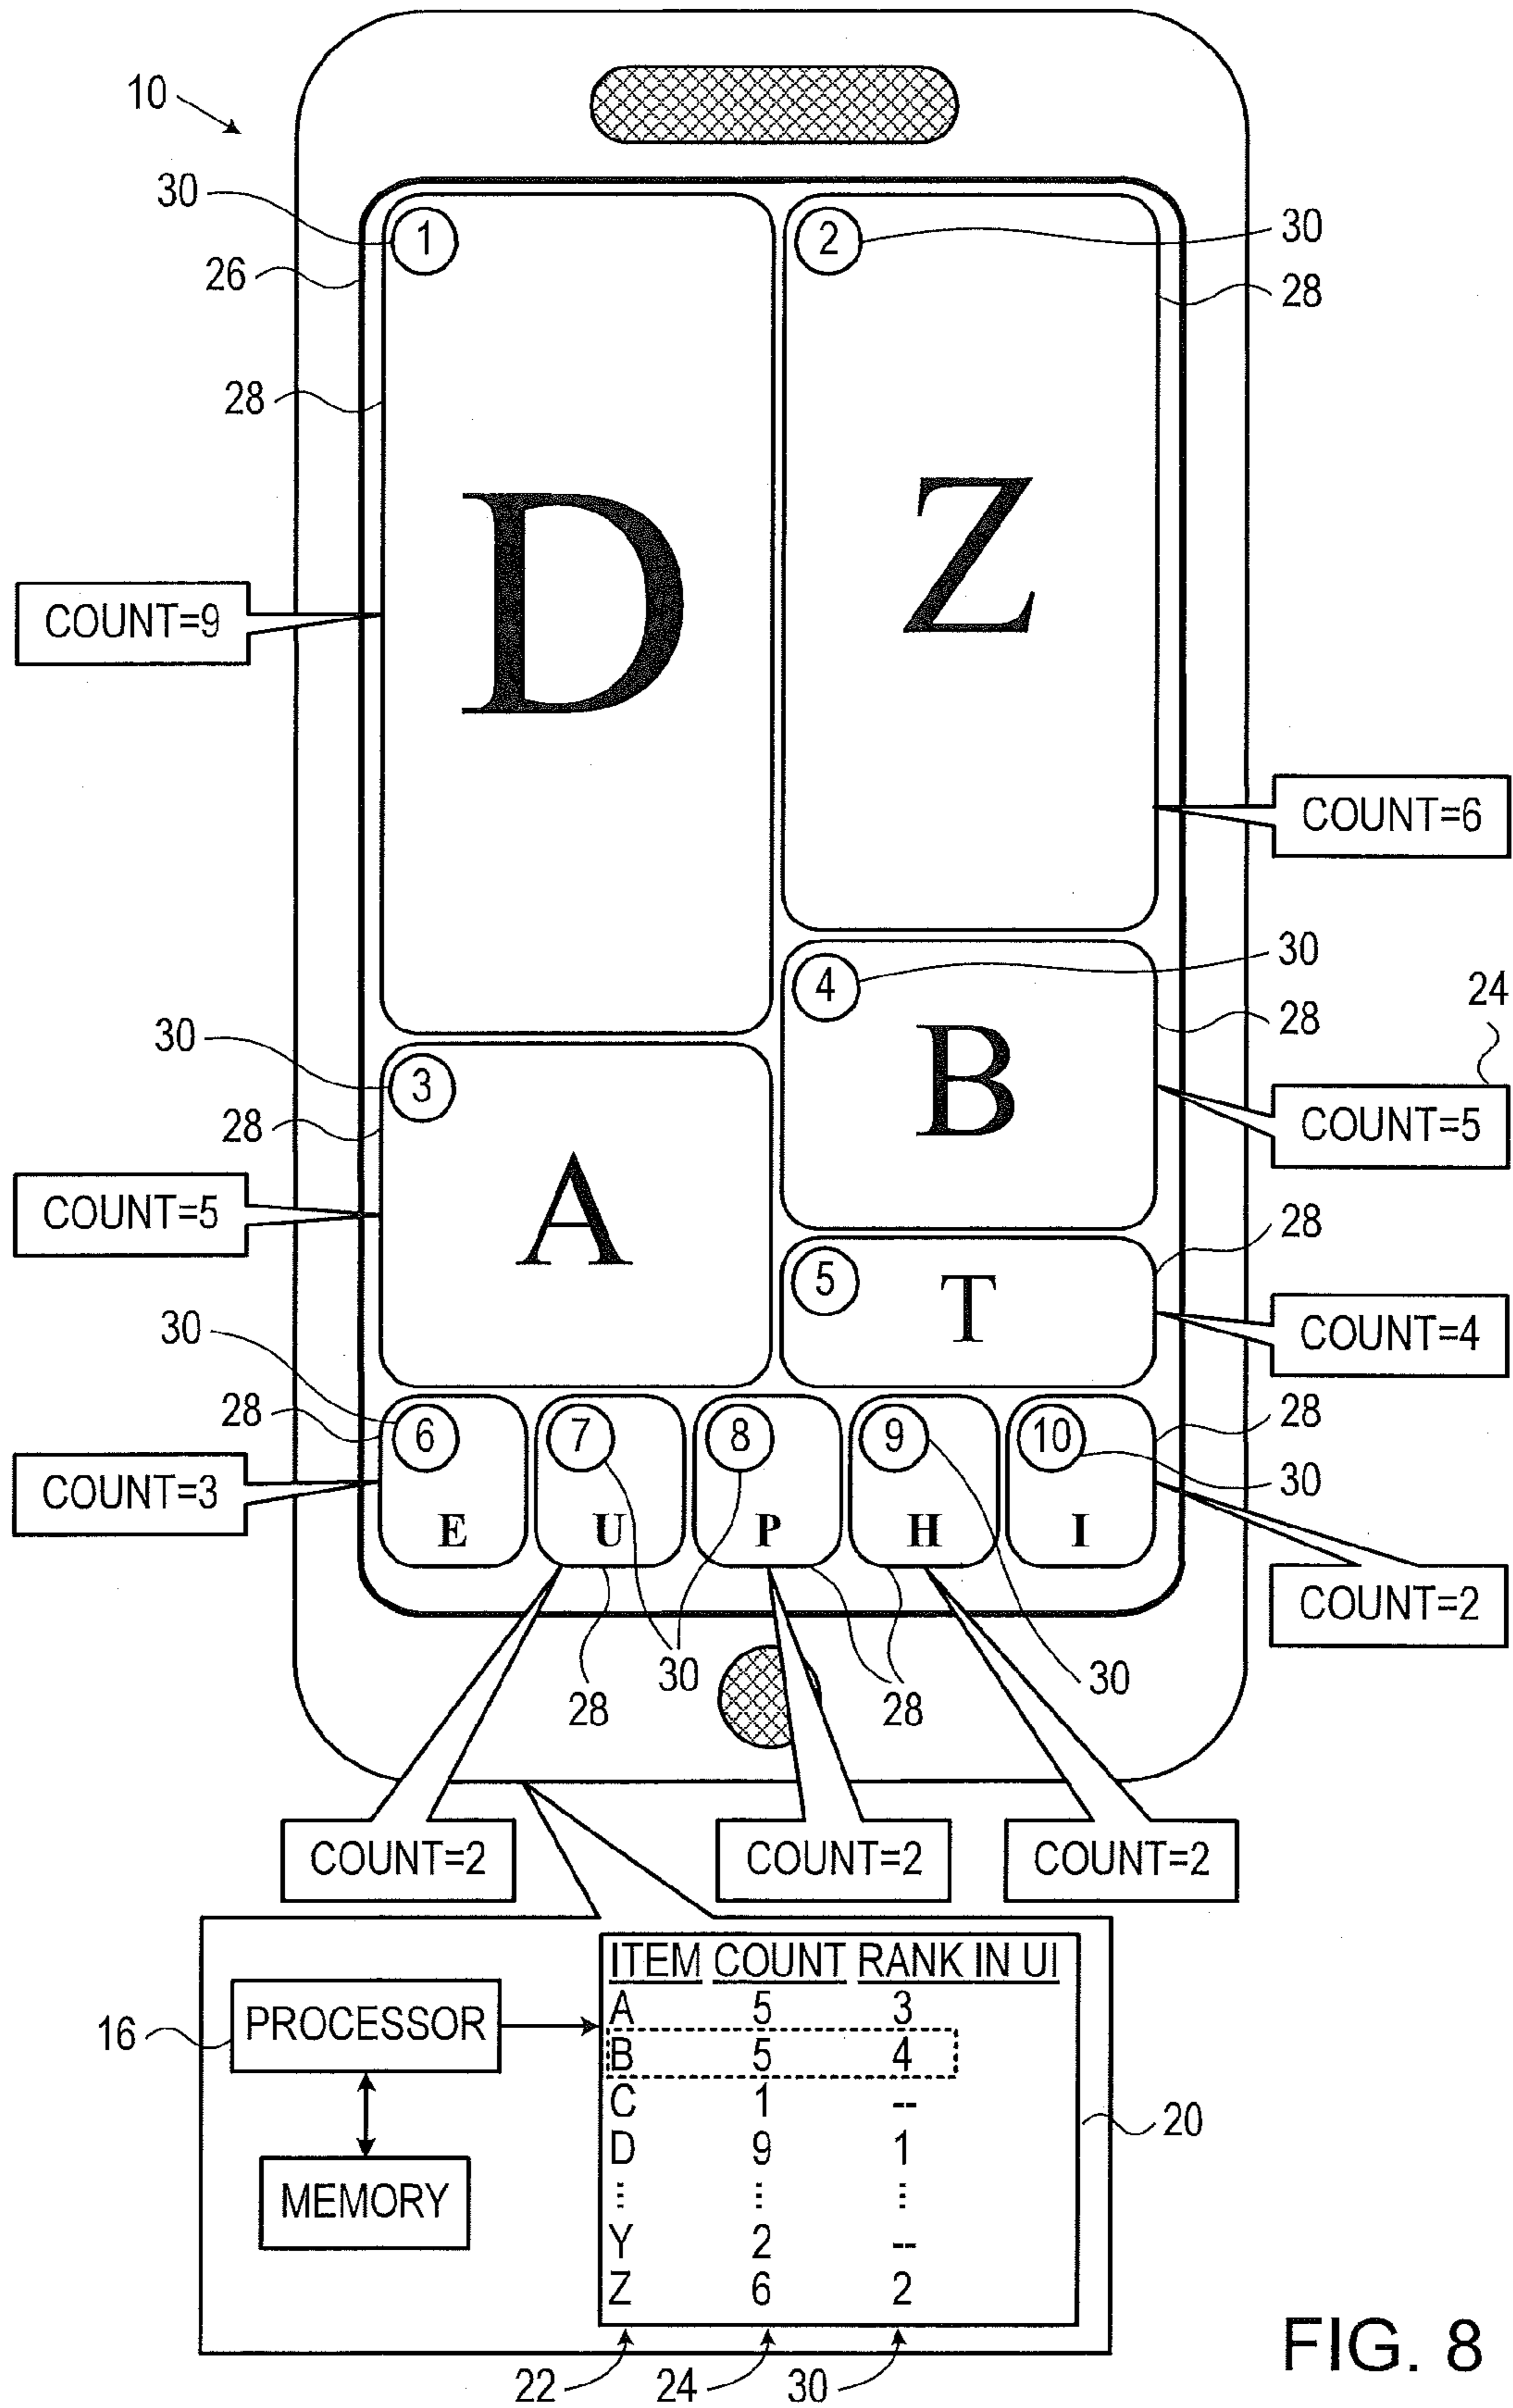 10
30
1
2
30
26
28
28
D
Z
COUNT=9
COUNT=6
30
4
24
30
28
3
B
28
COUNT=5
A
COUNT=5
28
5
T
30
COUNT=4
28
28
6
7
8
9
10
30
COUNT=3
E
U
P
H
I
COUNT=2
30
30
28
28
COUNT=2
COUNT=2
COUNT=2
ITEM COUNT RANK IN UI
A 5 3
16
PROCESSOR
B 5 4
C 1 --
20
D 9 1
MEMORY
⋮ ⋮ ⋮
Y 2 --
Z 6 2
22 24 30
FIG. 8